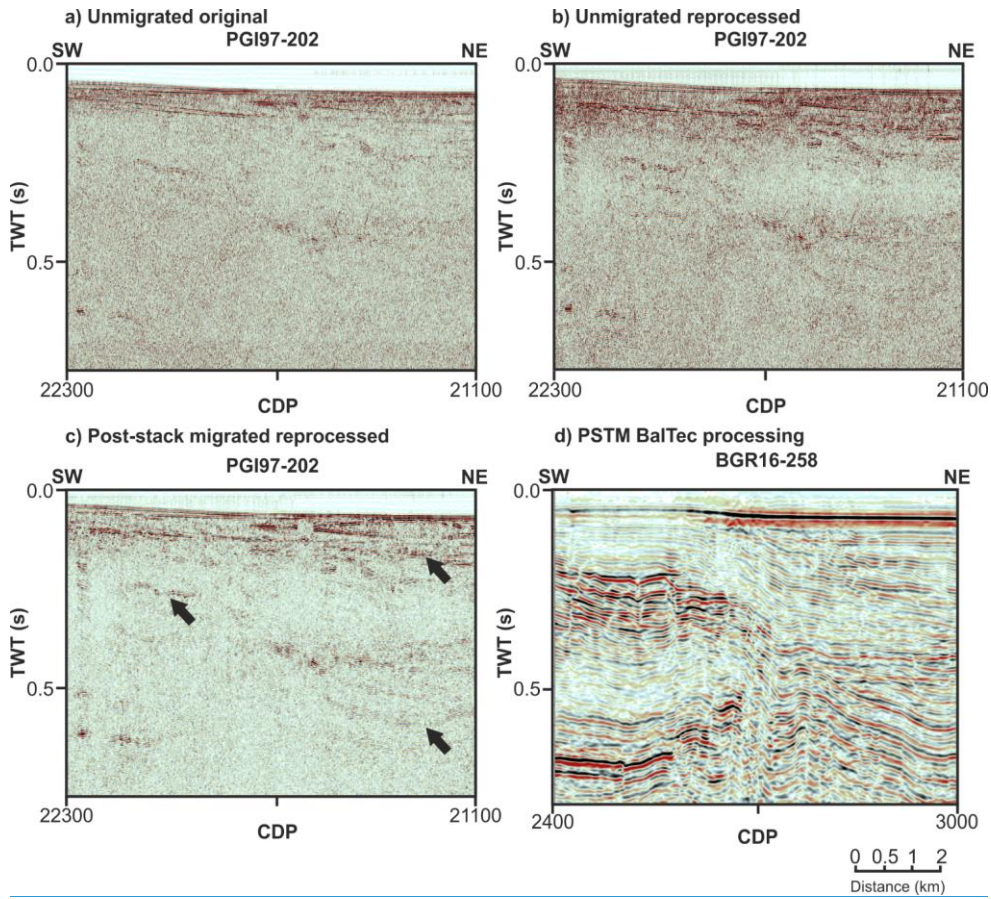 a) Unmigrated original
PGI97-202
SW
NE
0.0
0.5
TWT (s)
22300
21100
CDP
b) Unmigrated reprocessed
PGI97-202
SW
NE
0.0
0.5
TWT (s)
22300
21100
CDP
c) Post-stack migrated reprocessed
PGI97-202
SW
NE
0.0
0.5
TWT (s)
22300
21100
CDP
d) PSTM BalTec processing
BGR16-258
SW
NE
0.0
0.5
TWT (s)
2400
3000
CDP
0 0.5 1 2
Distance (km)